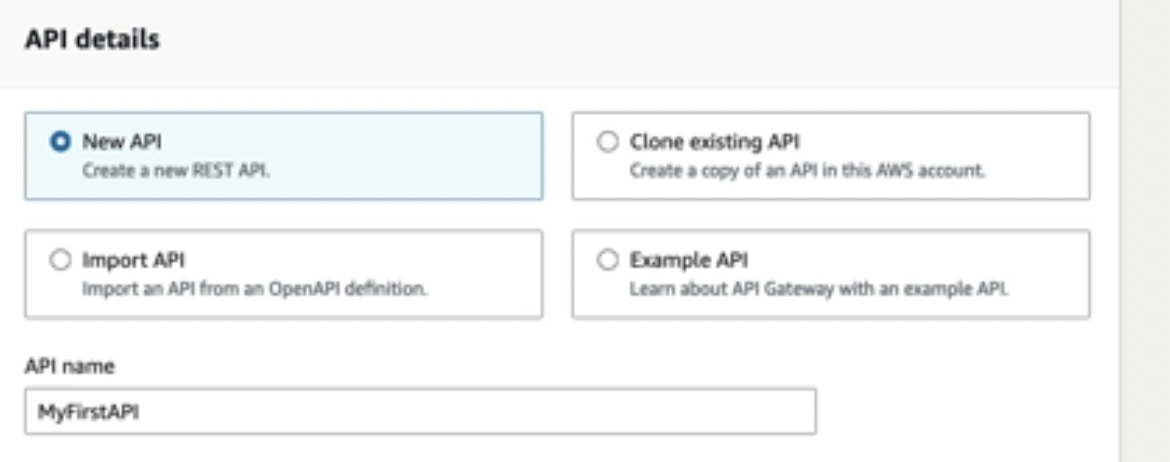 API details
New API
Create a new REST API.
Clone existing API
Create a copy of an API in this AWS account.
Import API
Import an API from an OpenAPI definition.
Example API
Learn about API Gateway with an example API.
API name
MyFirstAPI